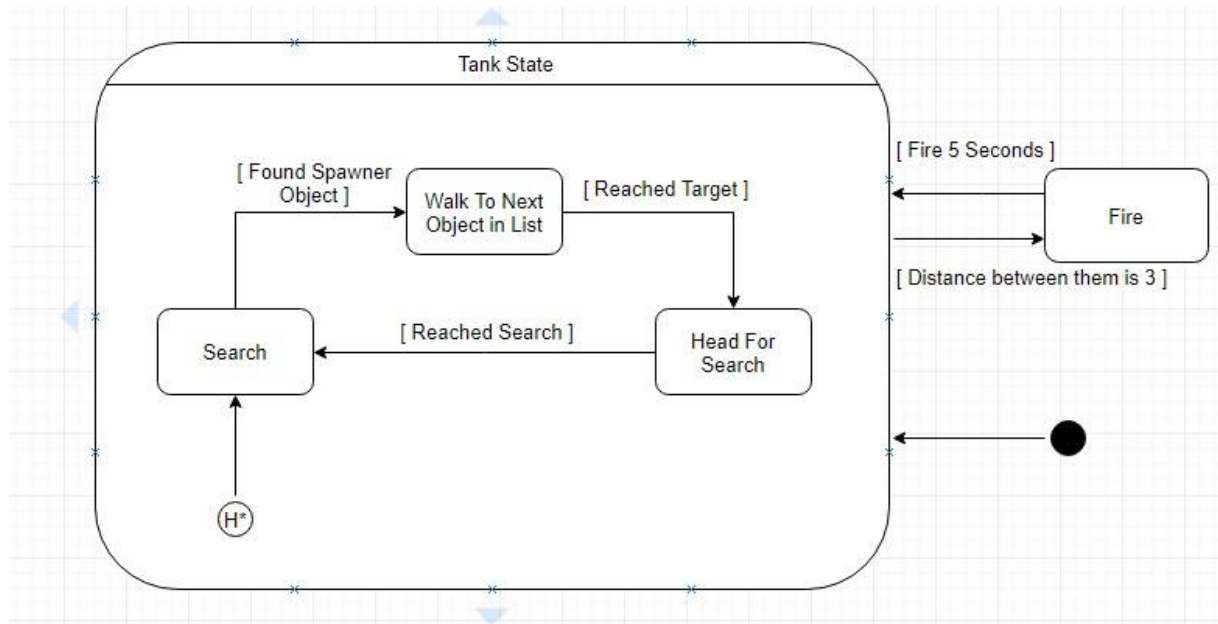 Tank State
[ Found Spawner
Object ]
Walk To Next
Object in List
[ Reached Target ]
[ Fire 5 Seconds ]
Fire
[ Distance between them is 3 ]
Search
[ Reached Search ]
Head For
Search
H*